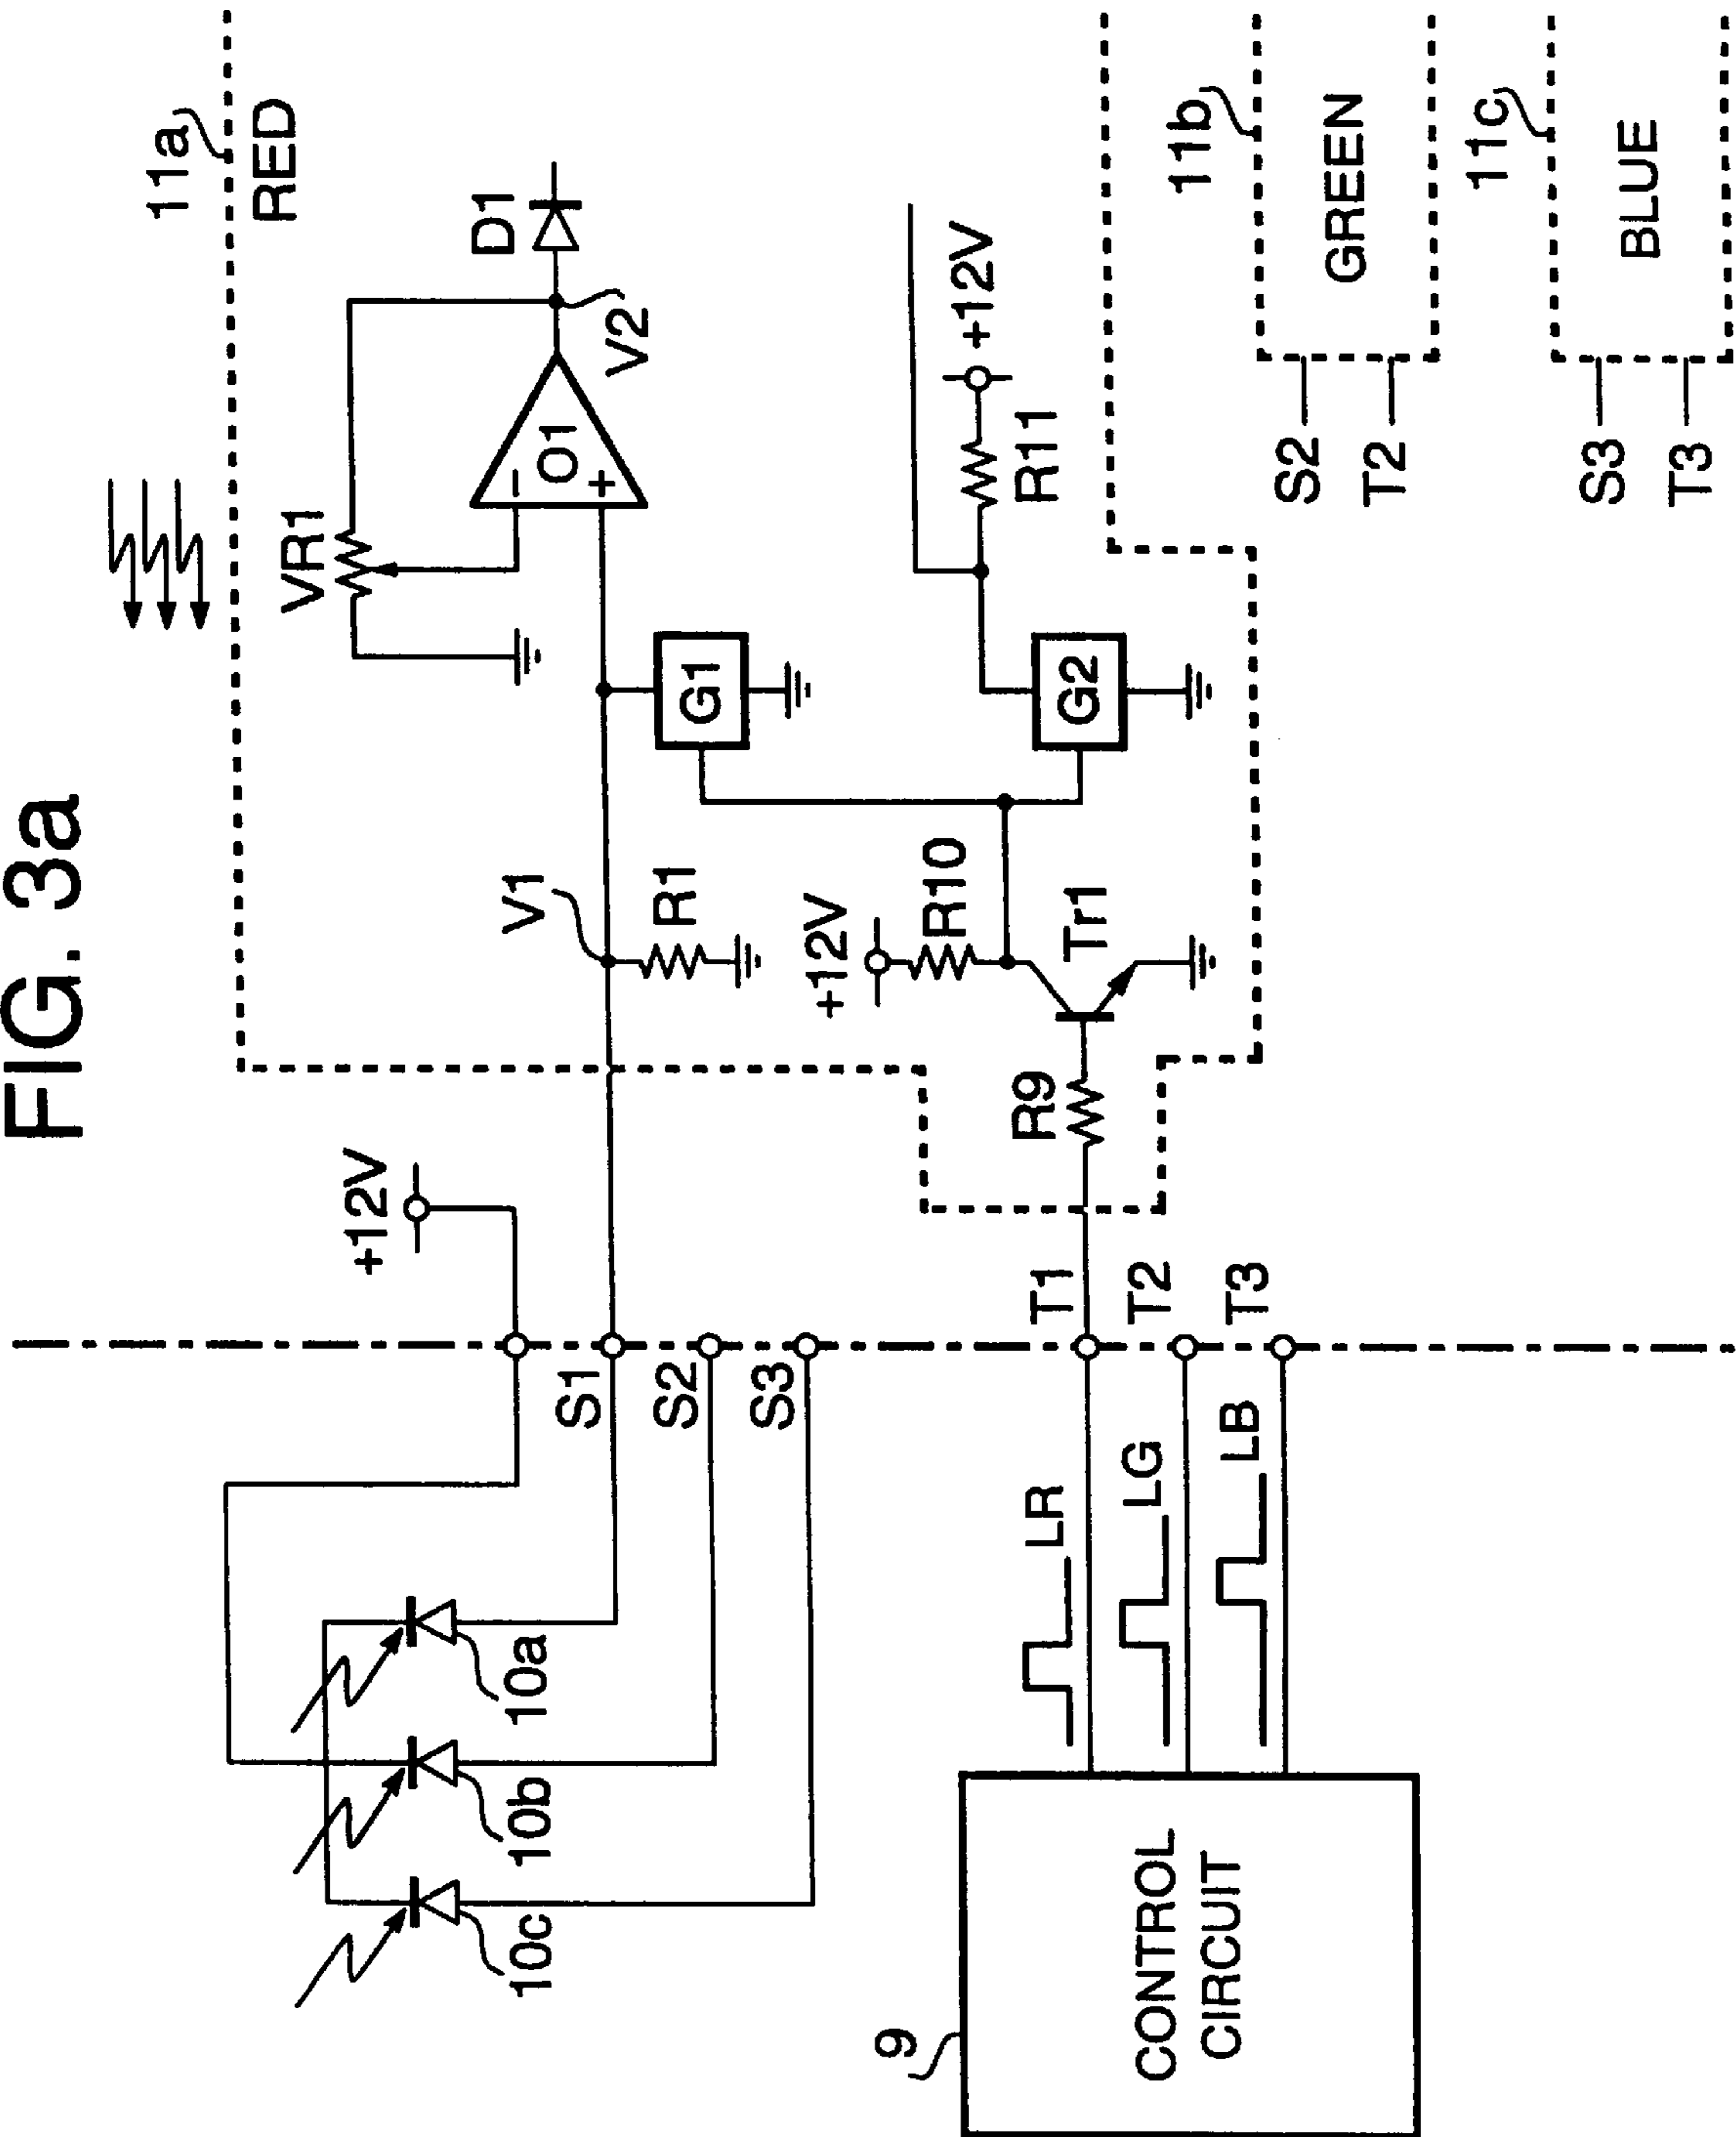 FIG. 3a
11a
RED
+12V
VR1
D1
V1
O1
-
+
V2
S1
S2
S3
R1
G1
10a
10b
10c
+12V
R10
+12V
R11
G2
Tr1
R9
T1
T2
T3
LR
LG
LB
9
CONTROL
CIRCUIT
11b
S2
T2
GREEN
11c
S3
T3
BLUE